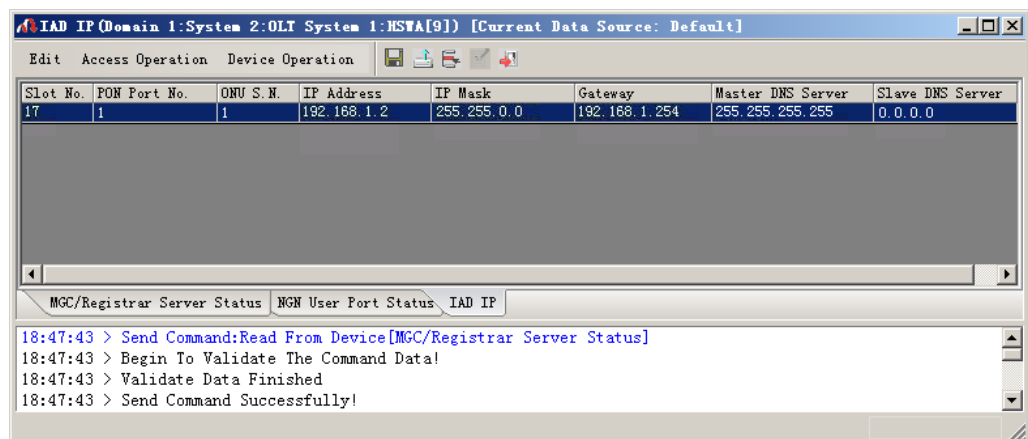 IAD IP(Domain 1:System 2:OLT System 1:HSWA[9]) [Current Data Source: Default]
Edit Access Operation Device Operation
Slot No. PON Port No. ONU S.N. IP Address IP Mask Gateway Master DNS Server Slave DNS Server
17 1 1 192.168.1.2 255.255.0.0 192.168.1.254 255.255.255.255 0.0.0.0
MGC/Registrar Server Status NGN User Port Status IAD IP
18:47:43 > Send Command:Read From Device[MGC/Registrar Server Status]
18:47:43 > Begin To Validate The Command Data!
18:47:43 > Validate Data Finished
18:47:43 > Send Command Successfully!